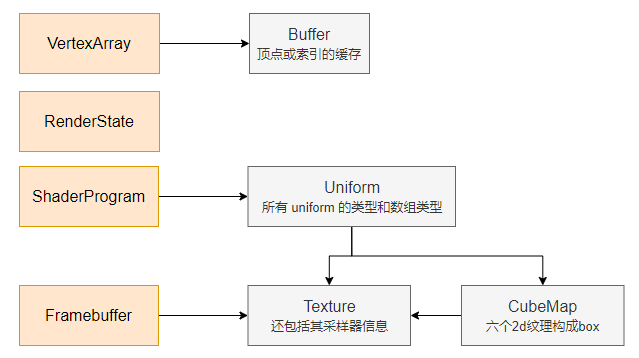 VertexArray
Buffer
顶点或索引的缓存
RenderState
ShaderProgram
Uniform
所有 uniform 的类型和数组类型
Framebuffer
Texture
还包括其采样器信息
CubeMap
六个2d纹理构成box